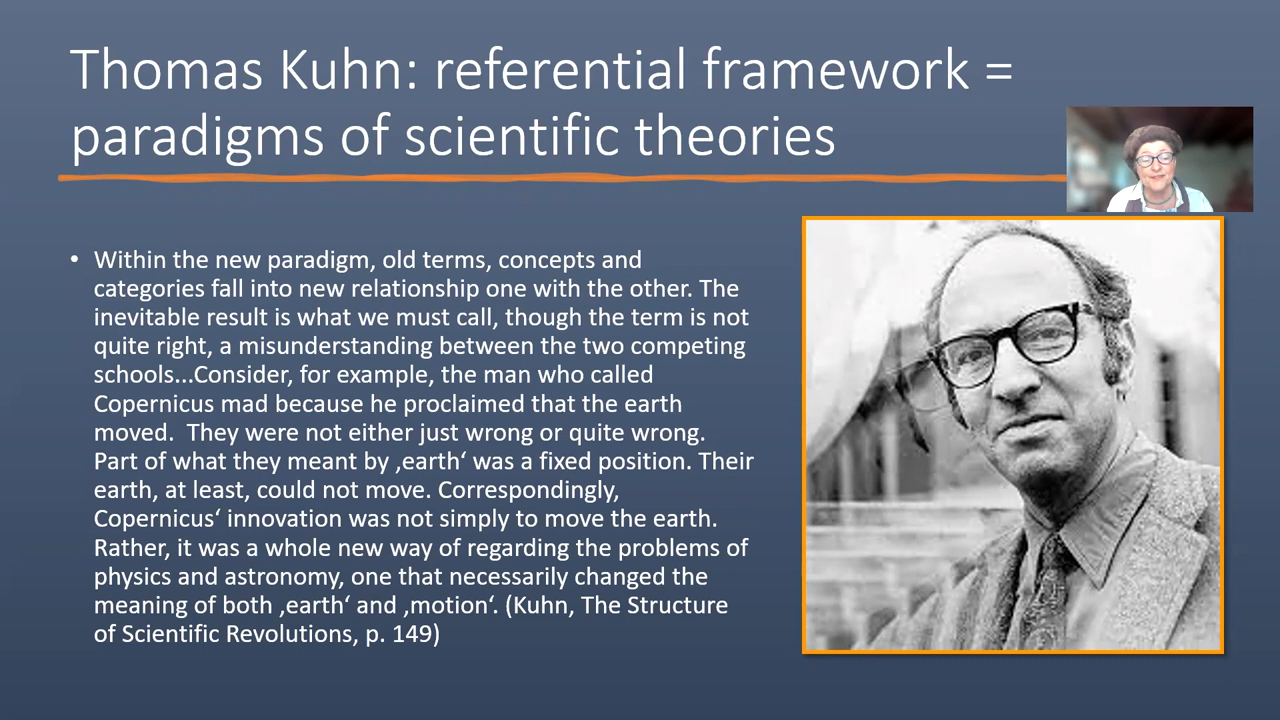 Thomas Kuhn: referential framework =
paradigms of scientific theories
• Within the new paradigm, old terms, concepts and
categories fall into new relationship one with the other. The
inevitable result is what we must call, though the term is not
quite right, a misunderstanding between the two competing
schools...Consider, for example, the man who called
Copernicus mad because he proclaimed that the earth
moved.  They were not either just wrong or quite wrong.
Part of what they meant by ‚earth‘ was a fixed position. Their
earth, at least, could not move. Correspondingly,
Copernicus‘ innovation was not simply to move the earth.
Rather, it was a whole new way of regarding the problems of
physics and astronomy, one that necessarily changed the
meaning of both ‚earth‘ and ‚motion‘. (Kuhn, The Structure
of Scientific Revolutions, p. 149)